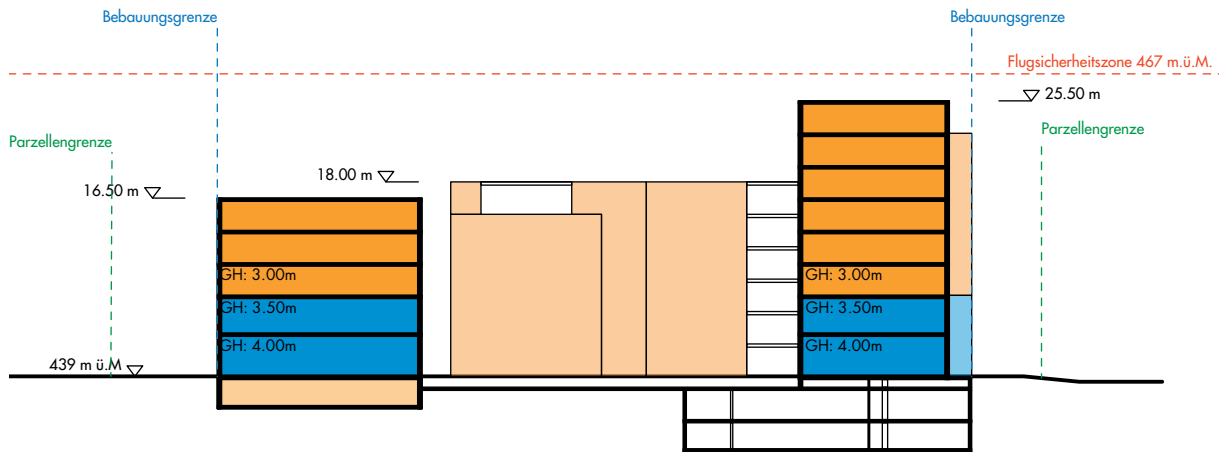 Bebauungsgrenze
Bebauungsgrenze
Flugsicherheitszone 467 m.ü.M.
25.50 m
Parzellengrenze
Parzellengrenze
18.00 m
16.50 m
GH: 3.00m
GH: 3.00m
GH: 3.50m
GH: 3.50m
GH: 4.00m
GH: 4.00m
439 m ü.M